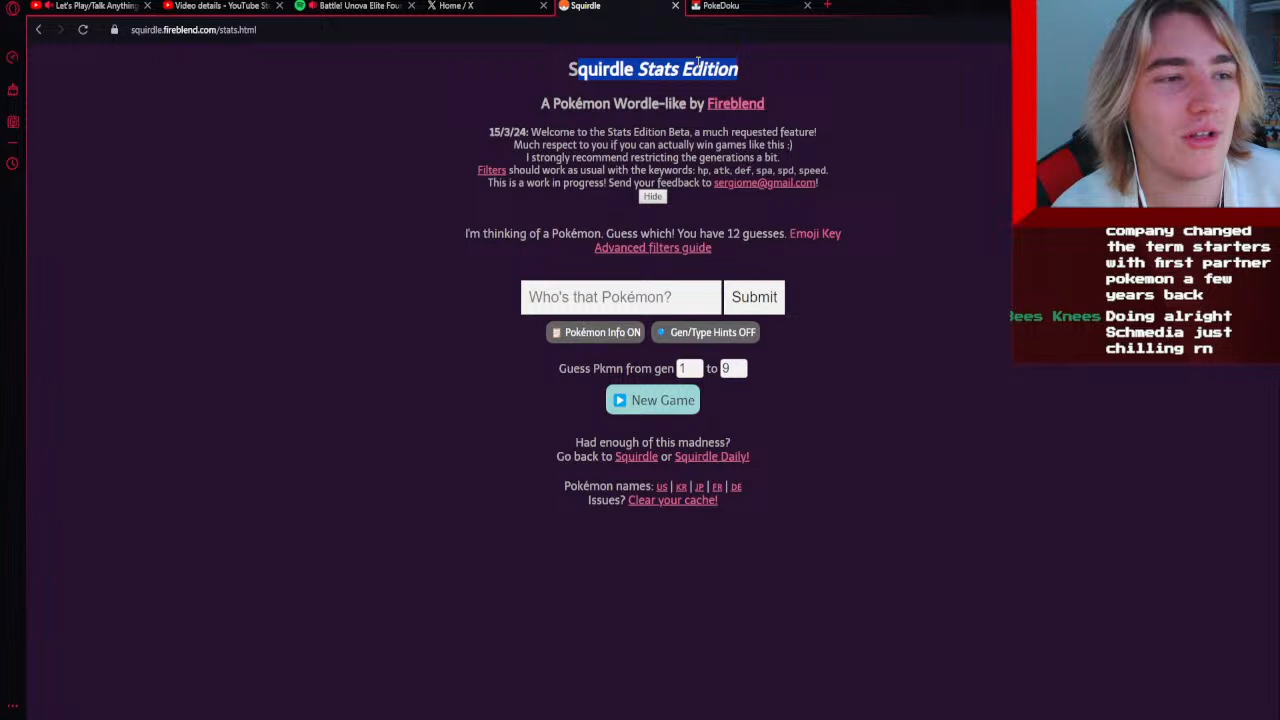 Let's Play/Talk Anything
Video details - YouTube St
Battle! Unova Elite Fou
Home / X
Squirdle
PokeDoku
squirdle.fireblend.com/stats.html
Squirdle Stats Edition
A Pokémon Wordle-like by Fireblend
15/3/24: Welcome to the Stats Edition Beta, a much requested feature!
Much respect to you if you can actually win games like this :)
I strongly recommend restricting the generations a bit.
Filters should work as usual with the keywords: hp, atk, def, spa, spd, speed.
This is a work in progress! Send your feedback to sergiome@gmail.com!
Hide
I'm thinking of a Pokémon. Guess which! You have 12 guesses. Emoji Key
Advanced filters guide
Who's that Pokémon? Submit
Pokémon Info ON Gen/Type Hints OFF
Guess Pkmn from gen 1 to 9
New Game
Had enough of this madness?
Go back to Squirdle or Squirdle Daily!
Pokémon names: US | KR | JP | FR | DE
Issues? Clear your cache!
company changed
the term starters
with first partner
pokemon a few
years back
Bees Knees Doing alright
Schmedia just
chilling rn